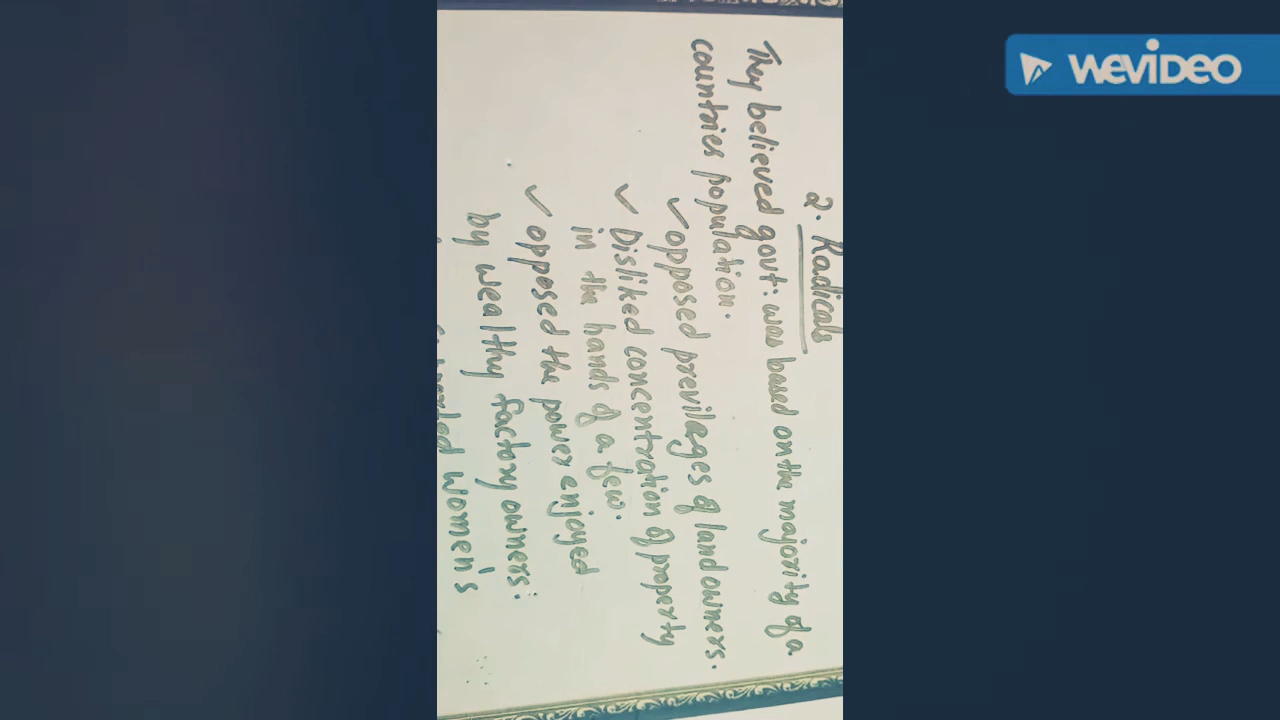 2. Radicals
They believed govt: was based on the majority of a
countries population.
✓ opposed previlages of landowners.
✓ Disliked concentration of property
in the hands of a few.
✓ opposed the power enjoyed
by wealthy factory owners.
women's
WEVIDEO